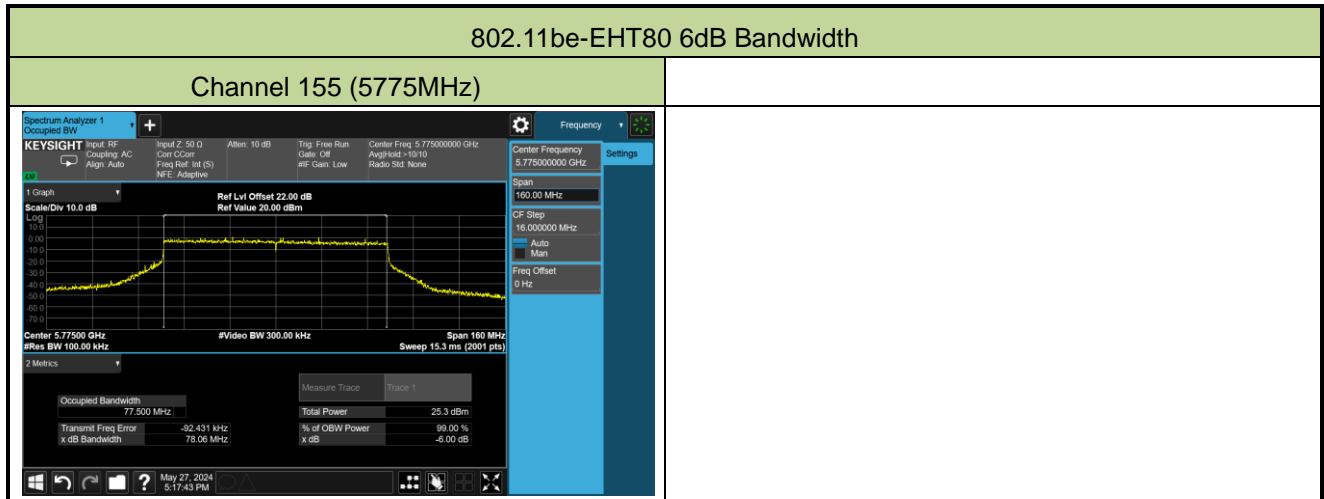 802.11be-EHT80 6dB Bandwidth
Channel 155 (5775MHz)
Spectrum Analyzer 1
Occupied BW
+
Frequency
KEYSIGHT
Input: RF
Coupling: AC
Align: Auto
Input Z: 50 Ω
Corr CCorr
Freq Ref: Int (S)
NFE: Adaptive
Atten: 10 dB
Trig: Free Run
Gate: Off
#IF Gain: Low
Center Freq: 5.775000000 GHz
Avg|Hold:>10/10
Radio Std: None
Center Frequency
5.775000000 GHz
Settings
Span
160.00 MHz
CF Step
16.000000 MHz
Auto
Man
Freq Offset
0 Hz
1 Graph
Scale/Div 10.0 dB
Ref Lvl Offset 22.00 dB
Ref Value 20.00 dBm
Log
10.0
0.00
-10.0
-20.0
-30.0
-40.0
-50.0
-60.0
-70.0
Center 5.77500 GHz
#Video BW 300.00 kHz
Span 160 MHz
#Res BW 100.00 kHz
Sweep 15.3 ms (2001 pts)
2 Metrics
Measure Trace
Trace 1
Occupied Bandwidth
77.500 MHz
Total Power
25.3 dBm
Transmit Freq Error
-92.431 kHz
% of OBW Power
99.00 %
x dB Bandwidth
78.06 MHz
x dB
-6.00 dB
?
May 27, 2024
5:17:43 PM